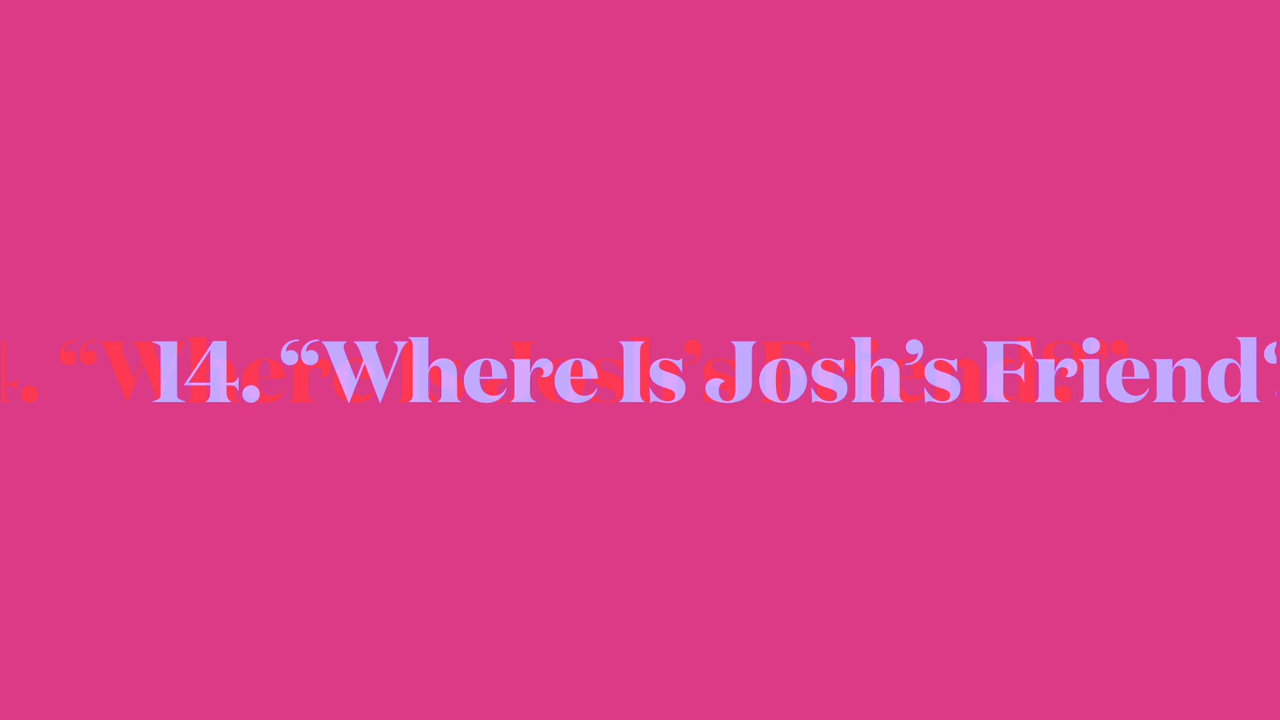 14. “Where Is Josh’s Friend?”